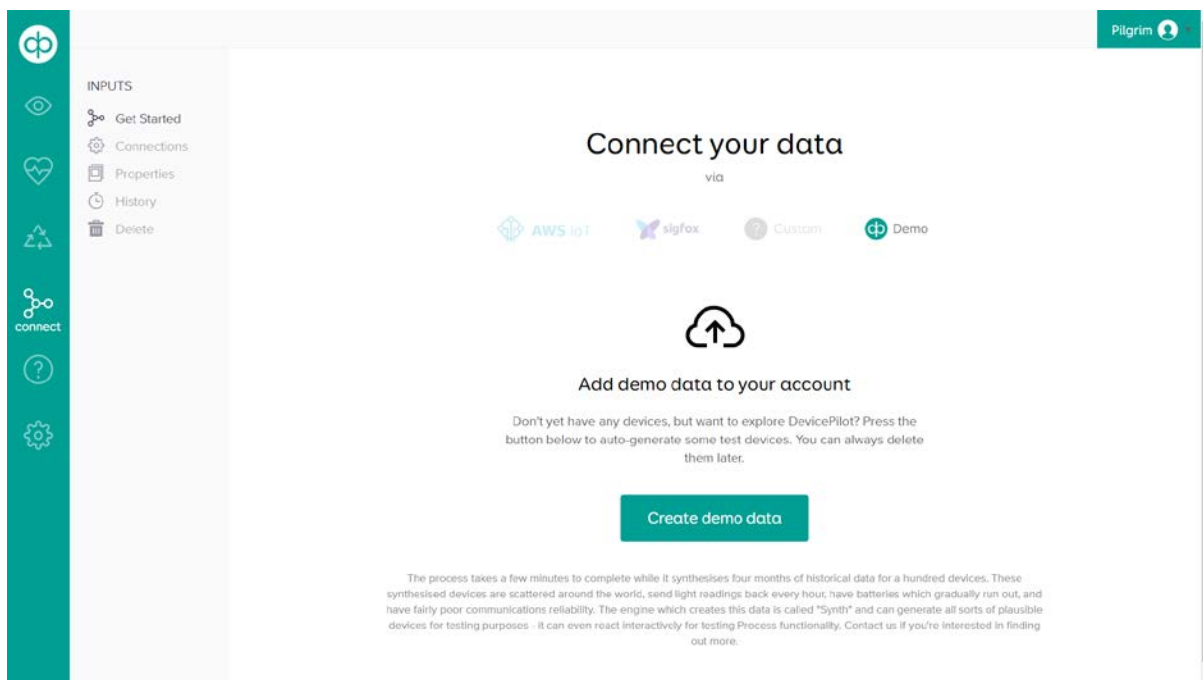 Pilgrim
INPUTS
Get Started
Connections
Properties
History
Delete
connect
Connect your data
via
AWS IoT
sigfox
? Custom
dp Demo
Add demo data to your account
Don't yet have any devices, but want to explore DevicePilot? Press the
button below to auto-generate some test devices. You can always delete
them later.
Create demo data
The process takes a few minutes to complete while it synthesises four months of historical data for a hundred devices. These
synthesised devices are scattered around the world, send light readings back every hour, have batteries which gradually run out, and
have fairly poor communications reliability. The engine which creates this data is called "Synth" and can generate all sorts of plausible
devices for testing purposes - it can even react interactively for testing Process functionality. Contact us if you're interested in finding
out more.